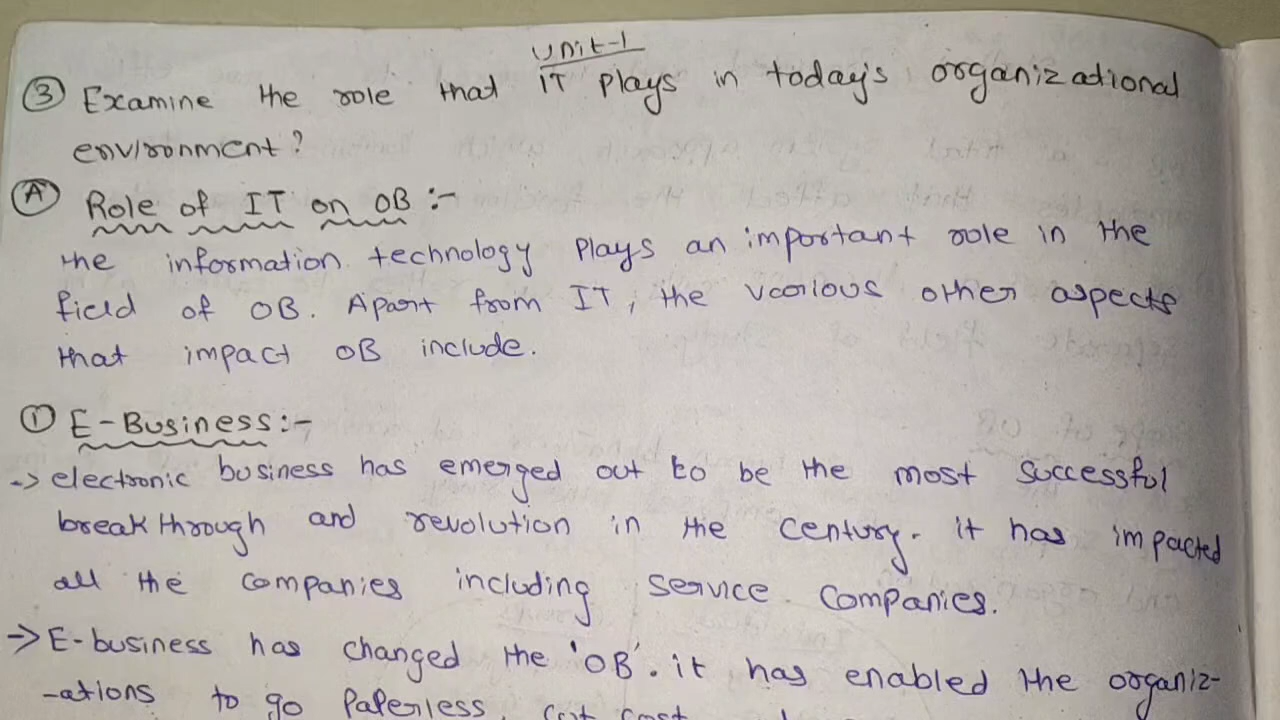 Unit-1
③ Examine the role that IT plays in today's organizational
environment?
Ⓐ Role of IT on OB :-
the information technology plays an important role in the
field of OB. Apart from IT, the various other aspects
that impact OB include.
① E-Business:-
-> electronic business has emerged out to be the most successful
breakthrough and revolution in the century. it has impacted
all the companies including service companies.
-> E-business has changed the 'OB'. it has enabled the organiz-
-ations to go paperless, cut cost